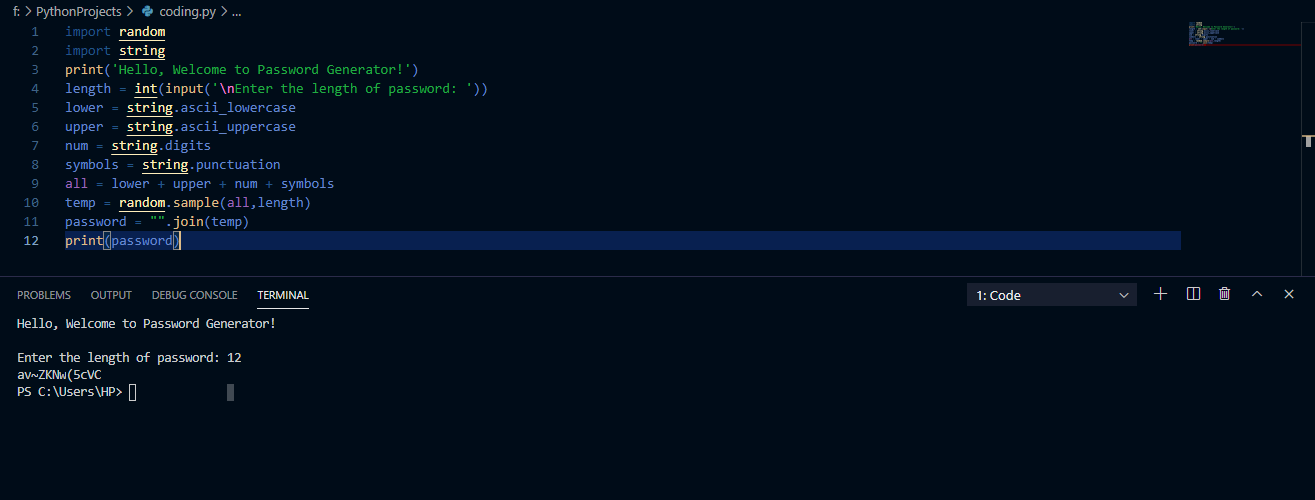 f: > PythonProjects > coding.py > ...
1 import random
2 import string
3 print('Hello, Welcome to Password Generator!')
4 length = int(input('\nEnter the length of password: '))
5 lower = string.ascii_lowercase
6 upper = string.ascii_uppercase
7 num = string.digits
8 symbols = string.punctuation
9 all = lower + upper + num + symbols
10 temp = random.sample(all,length)
11 password = "".join(temp)
12 print(password)
PROBLEMS OUTPUT DEBUG CONSOLE TERMINAL 1: Code
Hello, Welcome to Password Generator!
Enter the length of password: 12
av~ZKNw(5cVC
PS C:\Users\HP>